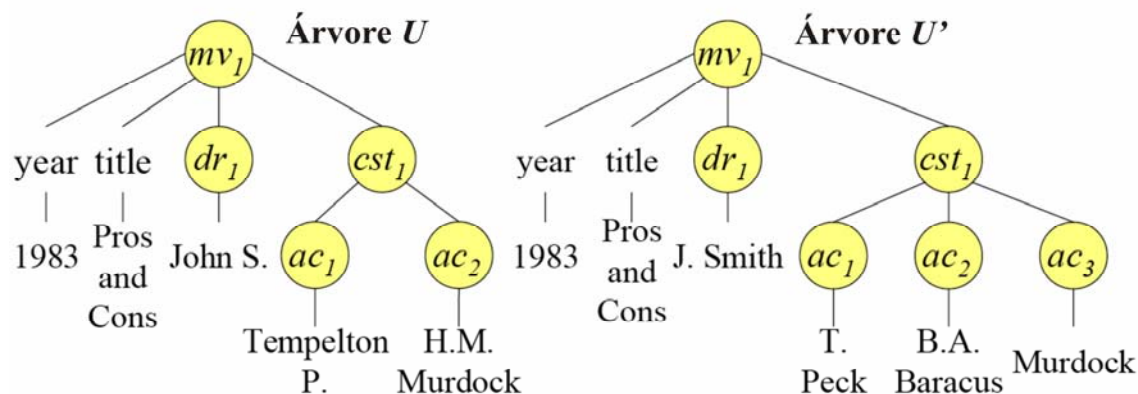 Árvore U
mv1
year title dr1 cst1
1983 Pros and Cons John S. ac1 ac2
Tempelton P. H.M. Murdock
Árvore U’
mv1
year title dr1 cst1
1983 Pros and Cons J. Smith ac1 ac2 ac3
T. Peck B.A. Baracus Murdock